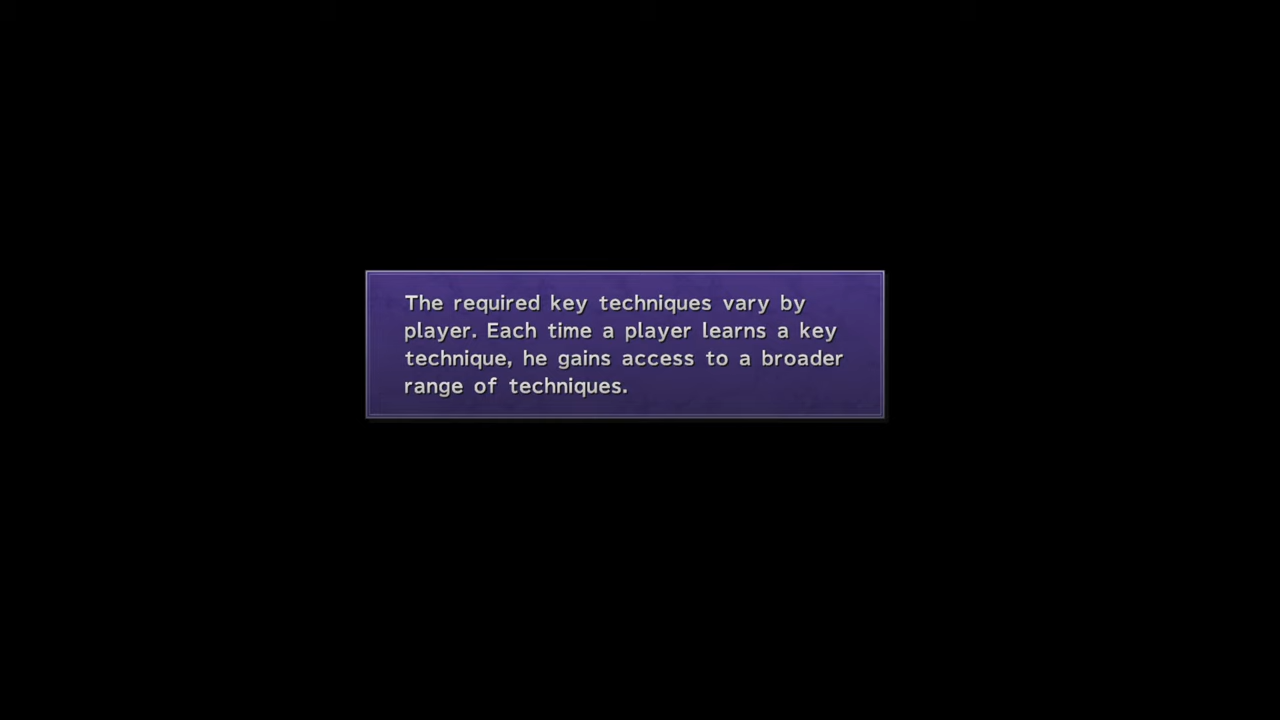 The required key techniques vary by
player. Each time a player learns a key
technique, he gains access to a broader
range of techniques.